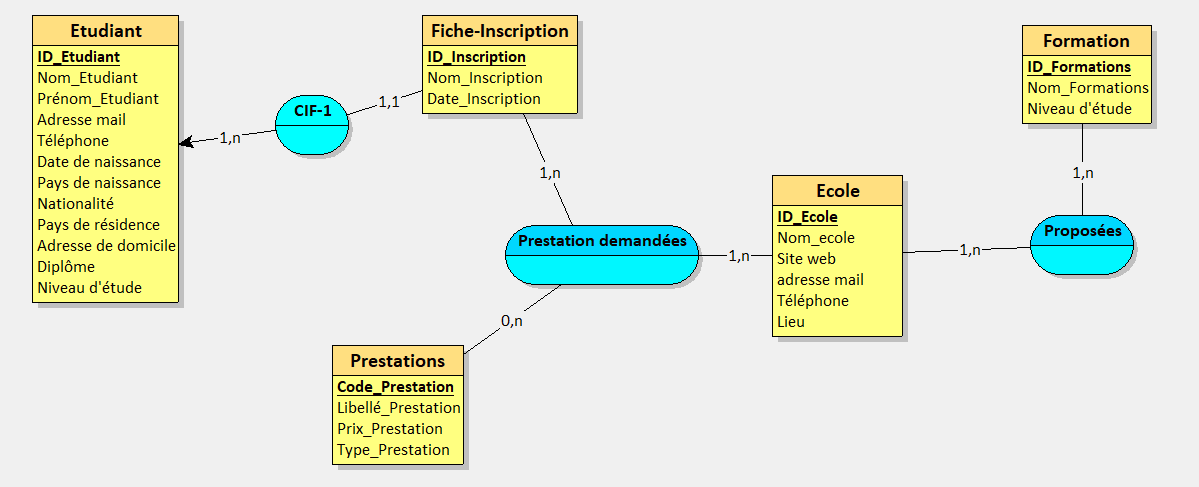 Etudiant
ID_Etudiant
Nom_Etudiant
Prénom_Etudiant
Adresse mail
Téléphone
Date de naissance
Pays de naissance
Nationalité
Pays de résidence
Adresse de domicile
Diplôme
Niveau d'étude
1,n
CIF-1
1,1
Fiche-Inscription
ID_Inscription
Nom_Inscription
Date_Inscription
1,n
Prestation demandées
0,n
Prestations
Code_Prestation
Libellé_Prestation
Prix_Prestation
Type_Prestation
1,n
Ecole
ID_Ecole
Nom_ecole
Site web
adresse mail
Téléphone
Lieu
1,n
Proposées
1,n
Formation
ID_Formations
Nom_Formations
Niveau d'étude